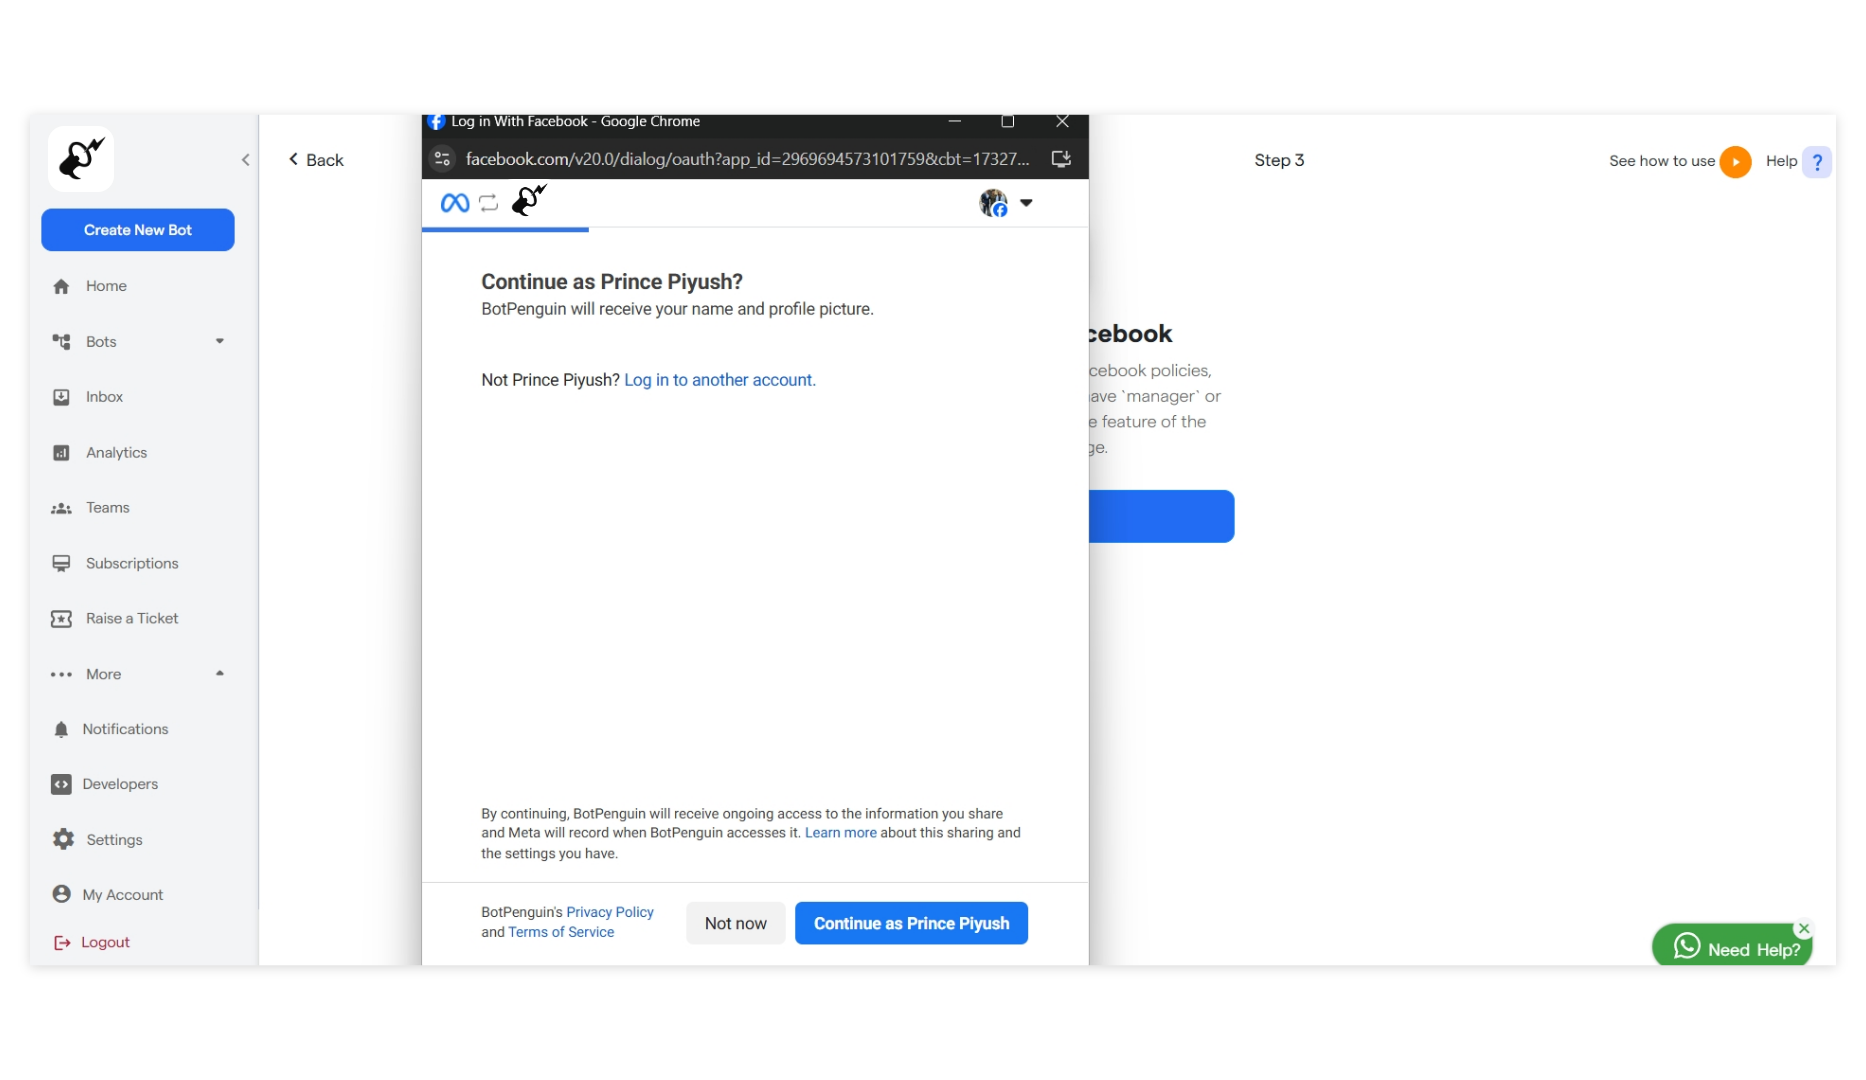 Log in With Facebook - Google Chrome
facebook.com/v20.0/dialog/oauth?app_id=2969694573101759&cbt=17327...
Back
Step 3
See how to use
Help ?
Create New Bot
Home
Bots
Inbox
Analytics
Teams
Subscriptions
Raise a Ticket
More
Notifications
Developers
Settings
My Account
Logout
Continue as Prince Piyush?
BotPenguin will receive your name and profile picture.
Not Prince Piyush? Log in to another account.
By continuing, BotPenguin will receive ongoing access to the information you share
and Meta will record when BotPenguin accesses it. Learn more about this sharing and
the settings you have.
BotPenguin's Privacy Policy
and Terms of Service
Not now
Continue as Prince Piyush
cebook
cebook policies,
ave `manager` or
e feature of the
ge.
Need Help?